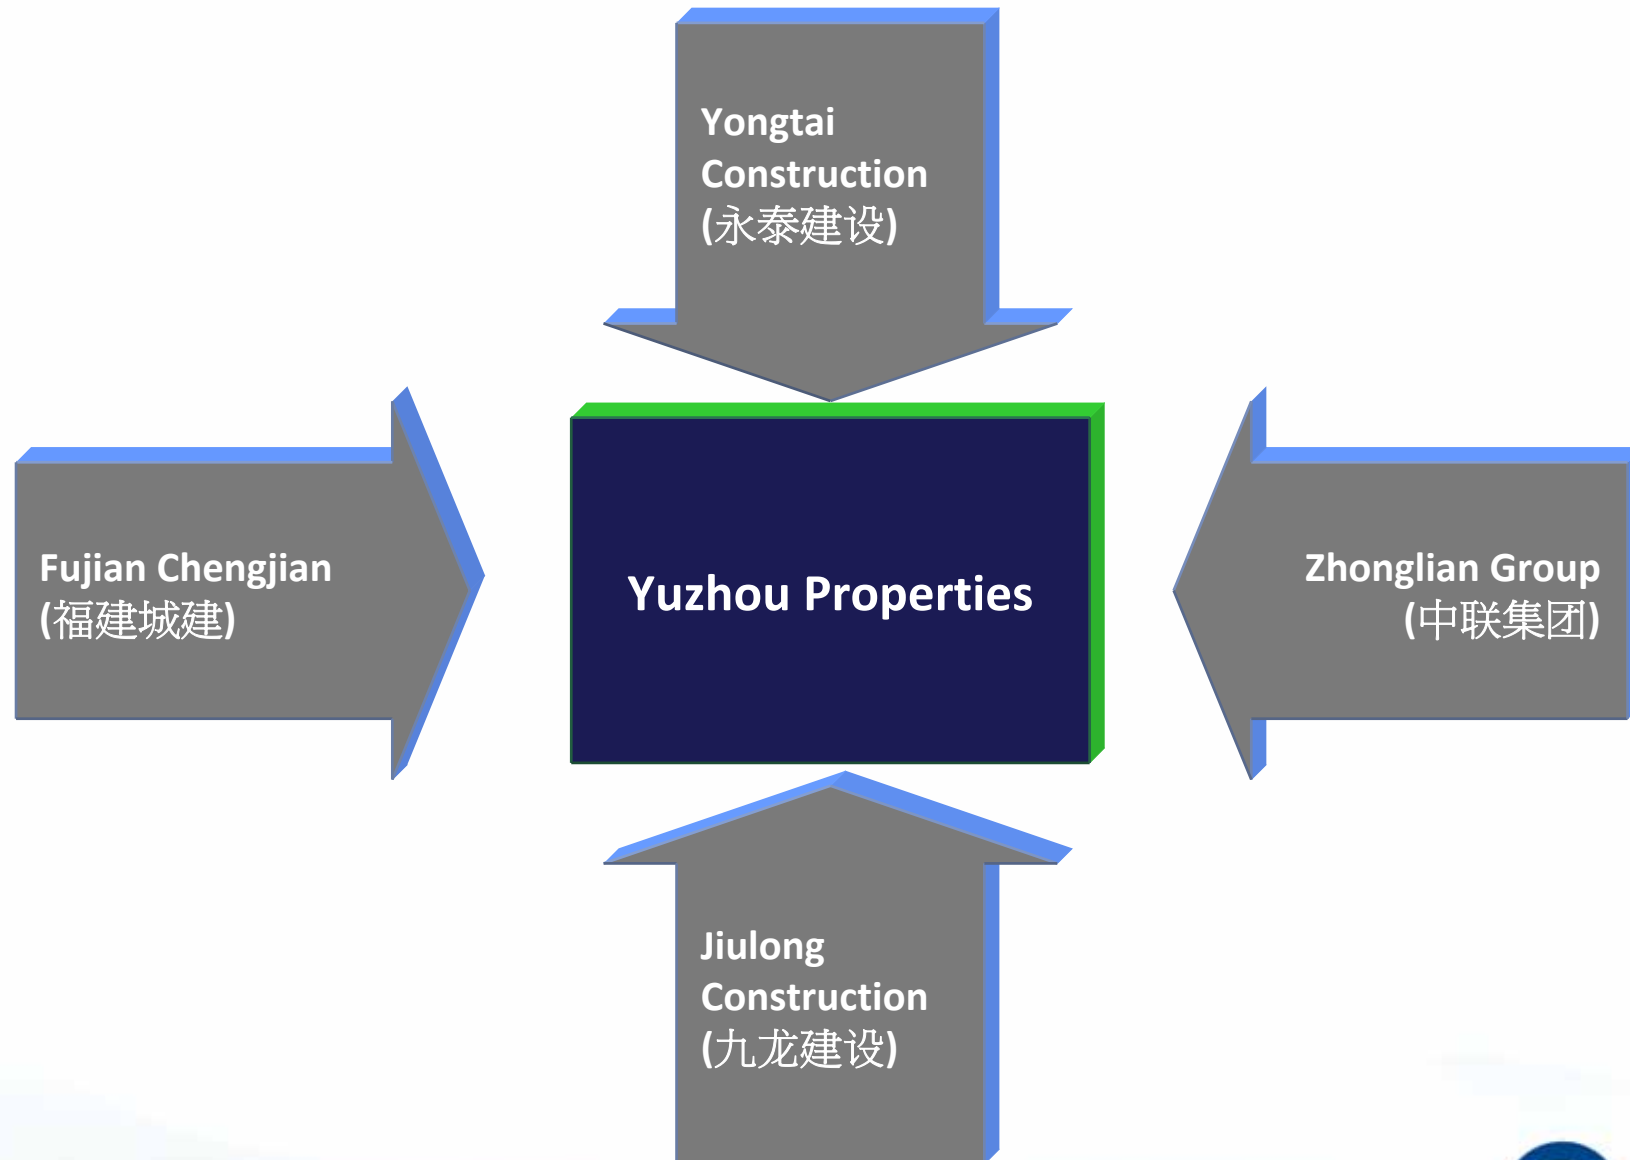 Yongtai
Construction
(永泰建设)
Fujian Chengjian
(福建城建)
Yuzhou Properties
Zhonglian Group
(中联集团)
Jiulong
Construction
(九龙建设)